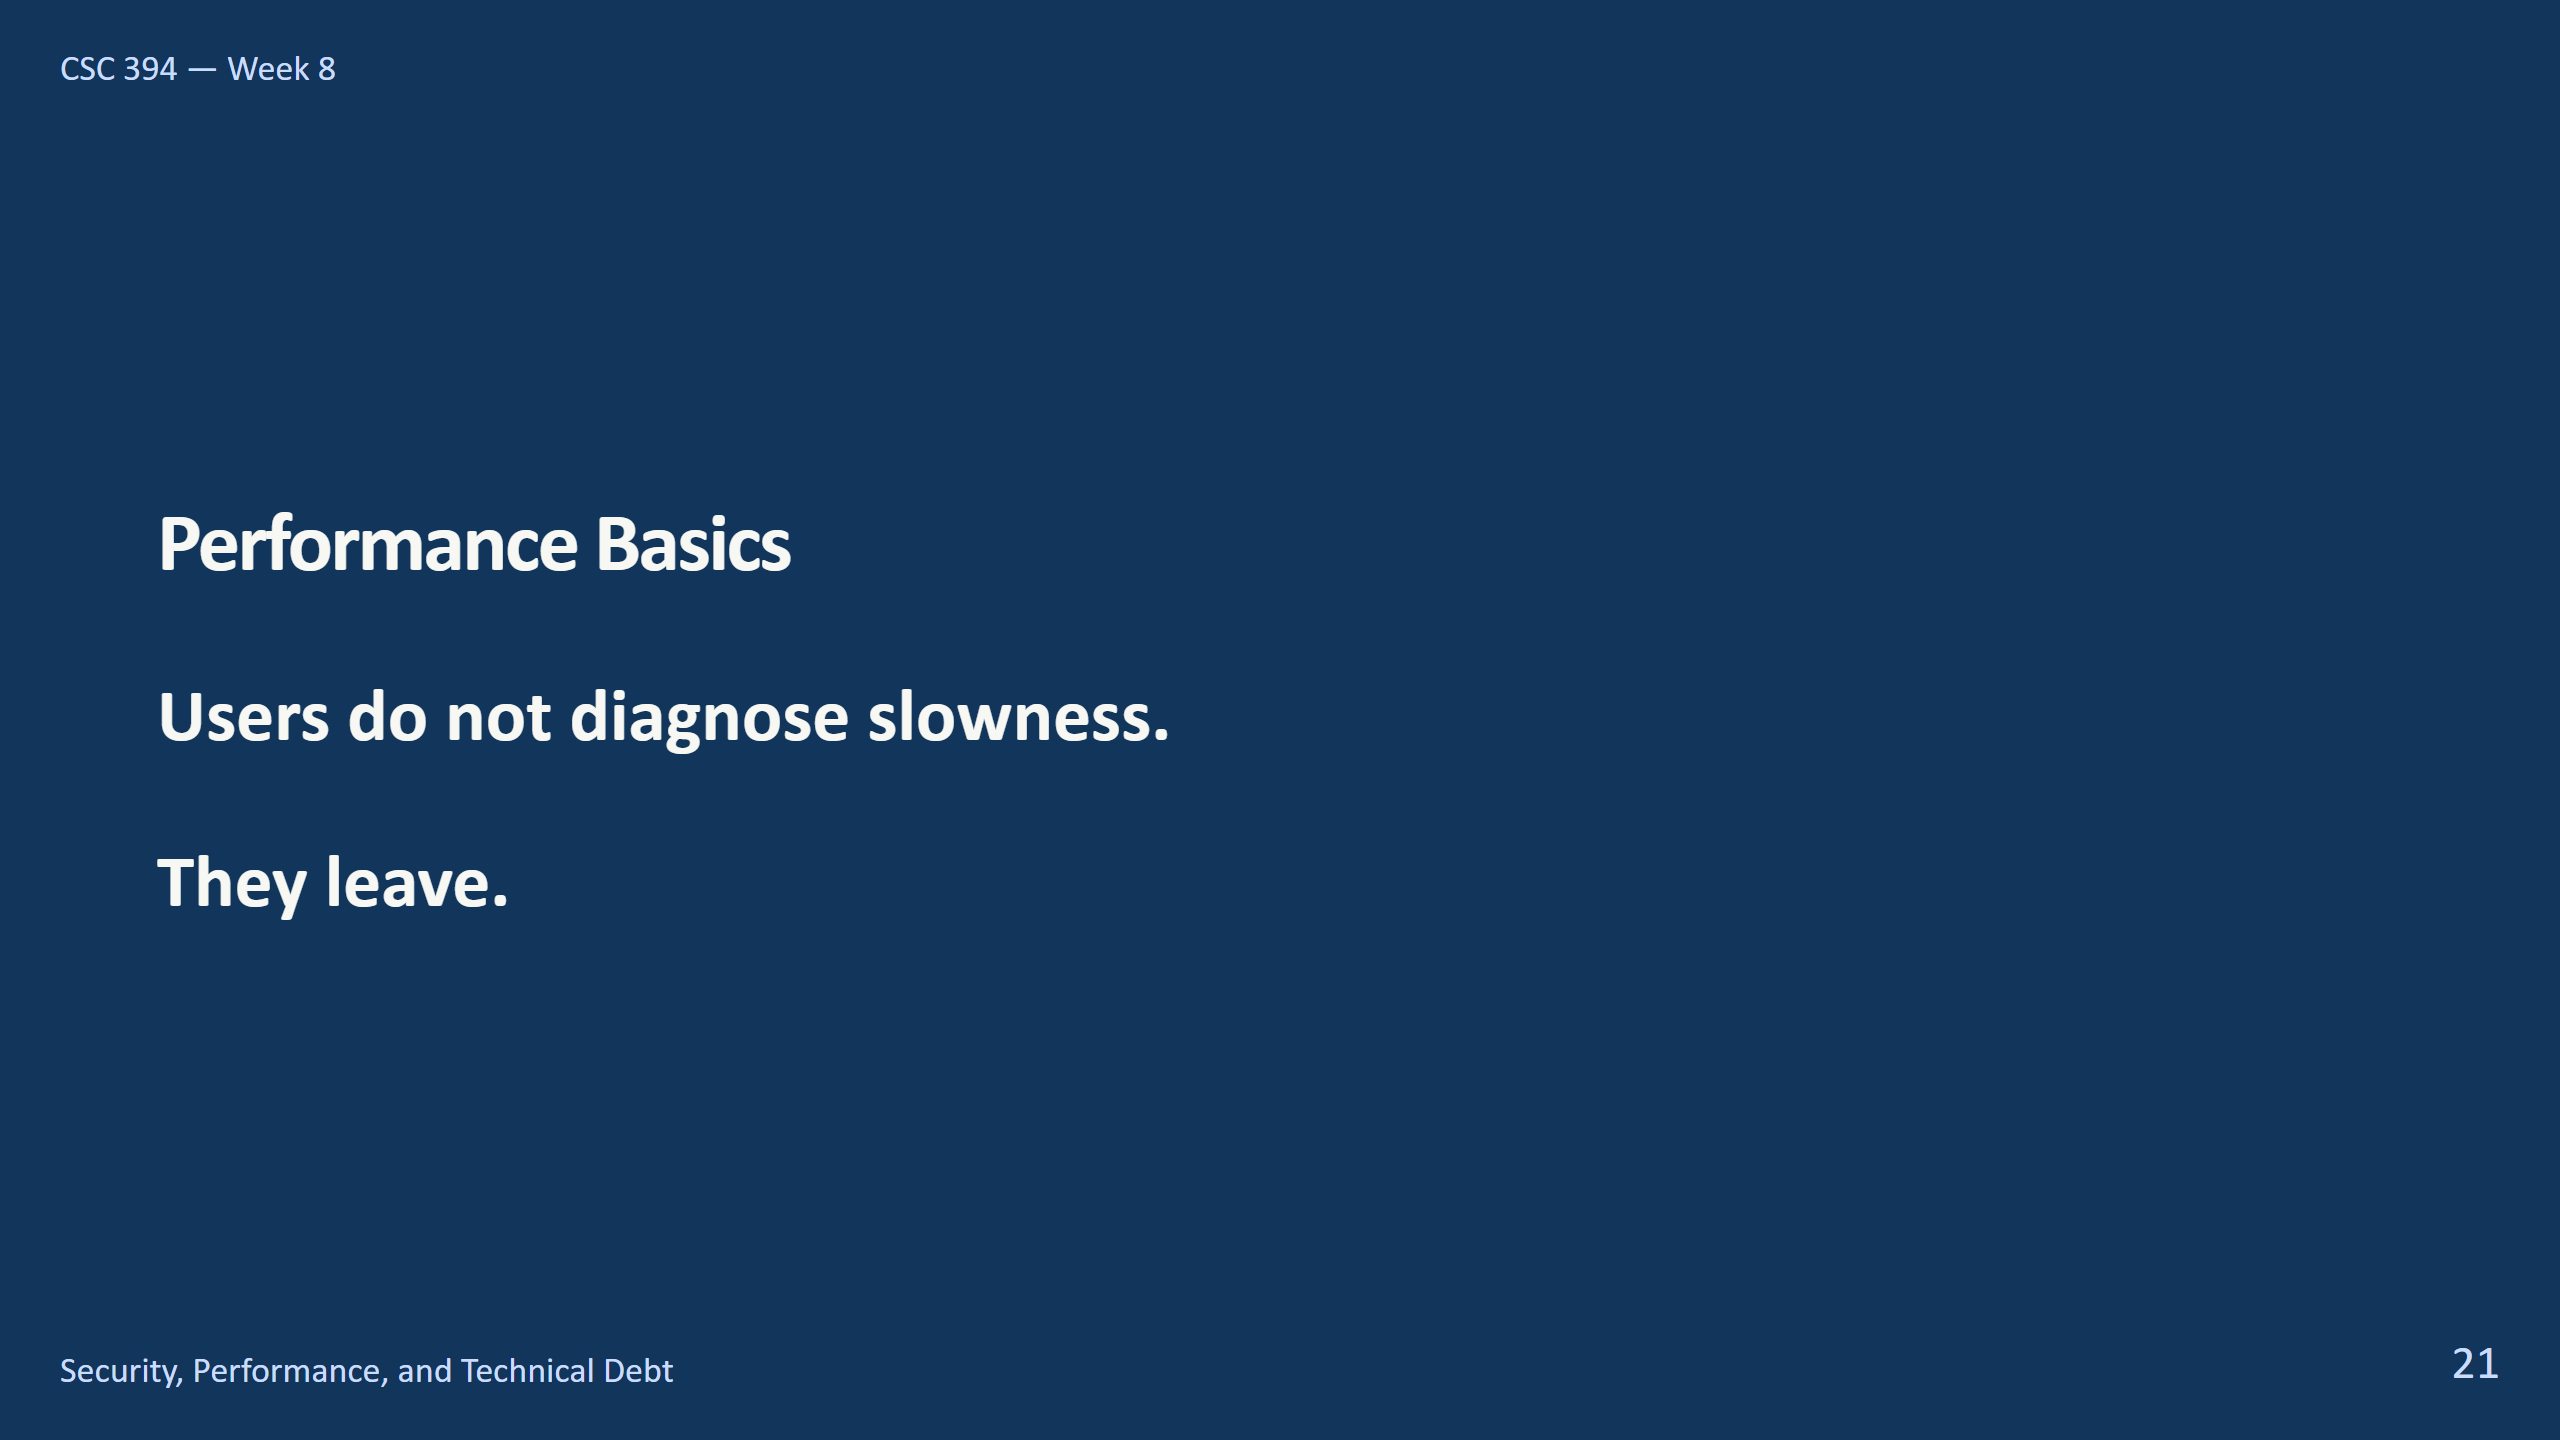 CSC 394 — Week 8
Performance Basics
Users do not diagnose slowness.
They leave.
Security, Performance, and Technical Debt
21